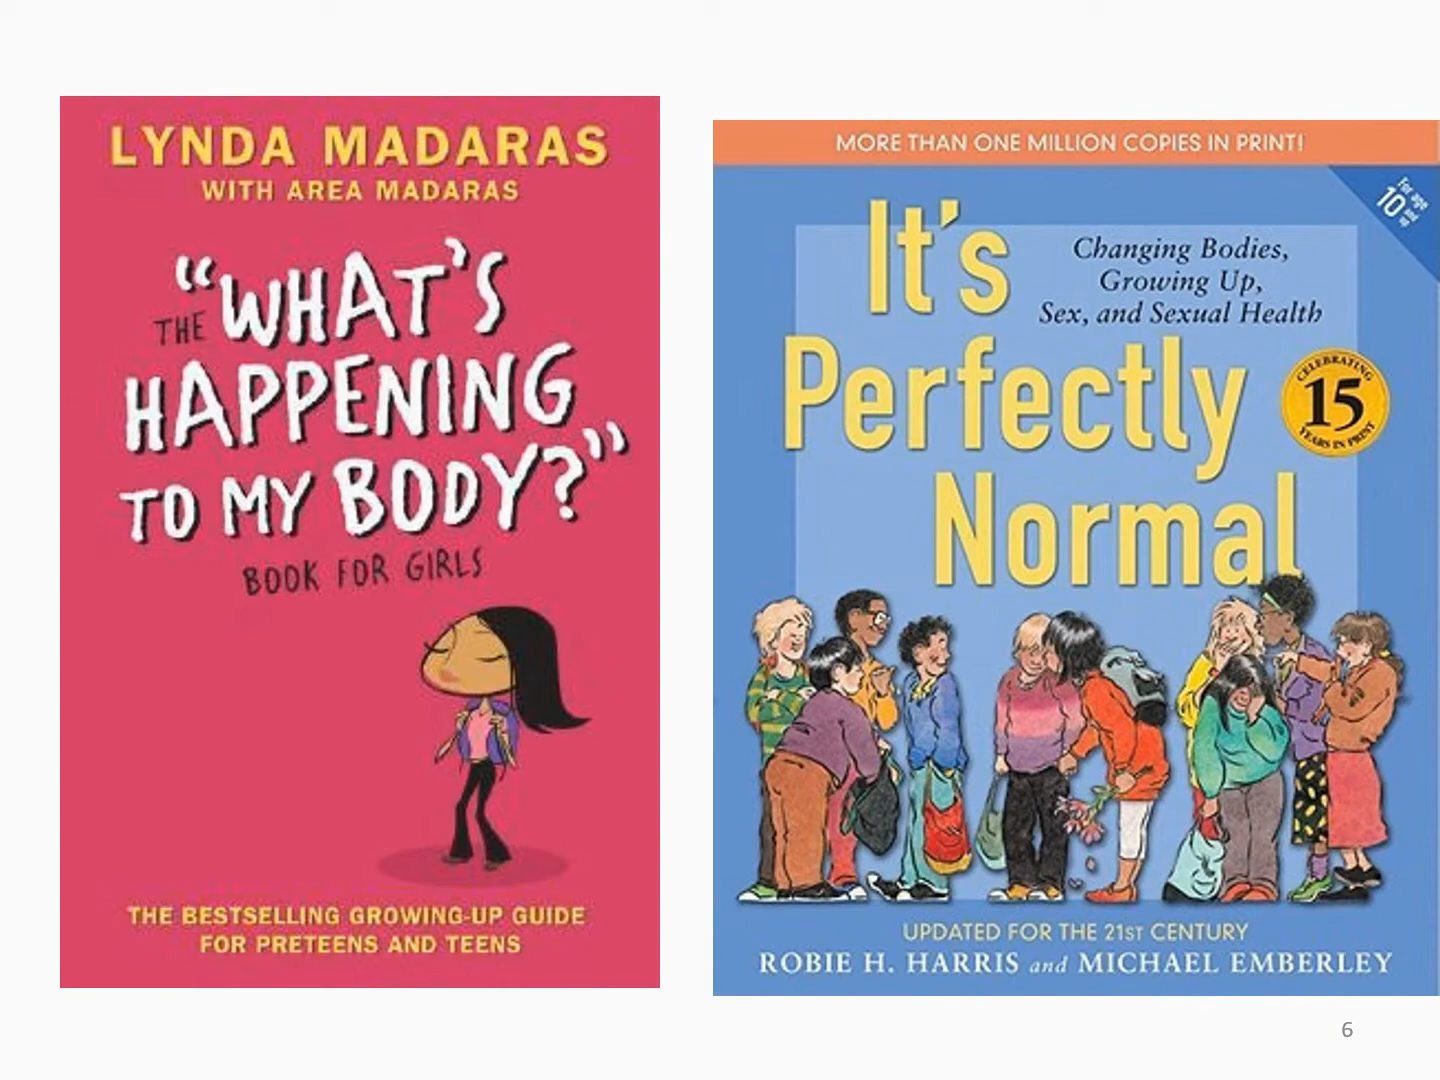 LYNDA MADARAS
WITH AREA MADARAS
THE "WHAT'S
HAPPENING
TO MY BODY?"
BOOK FOR GIRLS
THE BESTSELLING GROWING-UP GUIDE
FOR PRETEENS AND TEENS
MORE THAN ONE MILLION COPIES IN PRINT!
For age
10 and
up
It's
Perfectly
Normal
Changing Bodies,
Growing Up,
Sex, and Sexual Health
CELEBRATING
15
YEARS IN PRINT
UPDATED FOR THE 21ST CENTURY
ROBIE H. HARRIS and MICHAEL EMBERLEY
6